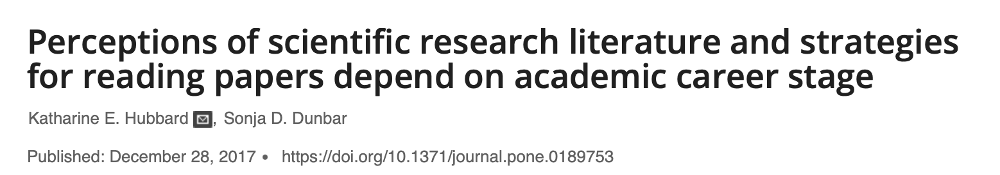 Perceptions of scientific research literature and strategies
for reading papers depend on academic career stage
Katharine E. Hubbard , Sonja D. Dunbar
Published: December 28, 2017 • https://doi.org/10.1371/journal.pone.0189753